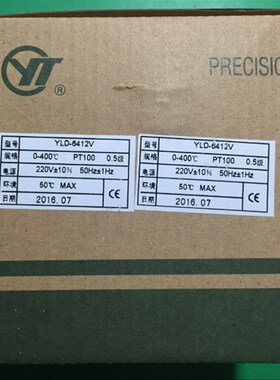 YT
®
PRECISIO
型号 YLD-6412V
规格 0-400℃ PT100 0.5级
电源 220V±10% 50Hz±1Hz
环境 50℃ MAX
日期 2016.07
CE
型号 YLD-6412V
规格 0-400℃ PT100 0.5级
电源 220V±10% 50Hz±1Hz
环境 50℃ MAX
日期 2016.07
CE